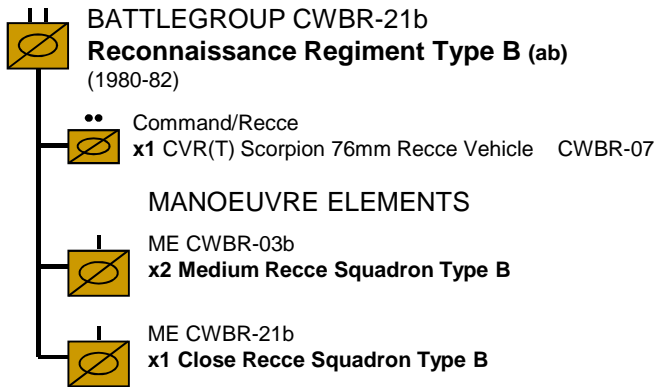 BATTLEGROUP CWBR-21b
Reconnaissance Regiment Type B (ab)
(1980-82)
Command/Recce
x1 CVR(T) Scorpion 76mm Recce Vehicle CWBR-07
MANOEUVRE ELEMENTS
ME CWBR-03b
x2 Medium Recce Squadron Type B
ME CWBR-21b
x1 Close Recce Squadron Type B